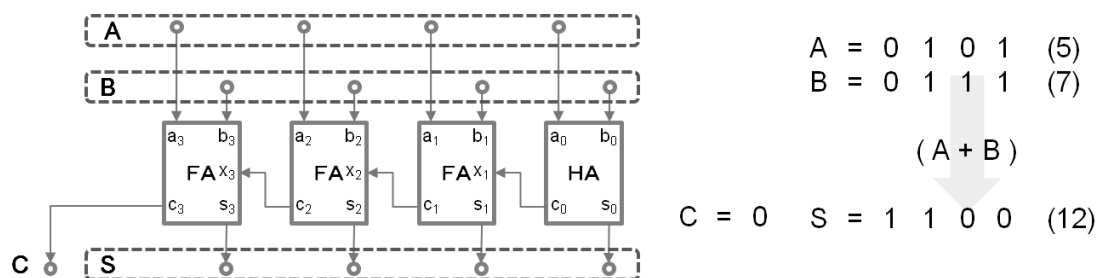 A
B
a₃ b₃ a₂ b₂ a₁ b₁ a₀ b₀
FA x₃ FA x₂ FA x₁ HA
c₃ s₃ c₂ s₂ c₁ s₁ c₀ s₀
C S
A = 0 1 0 1 (5)
B = 0 1 1 1 (7)
( A + B )
C = 0 S = 1 1 0 0 (12)